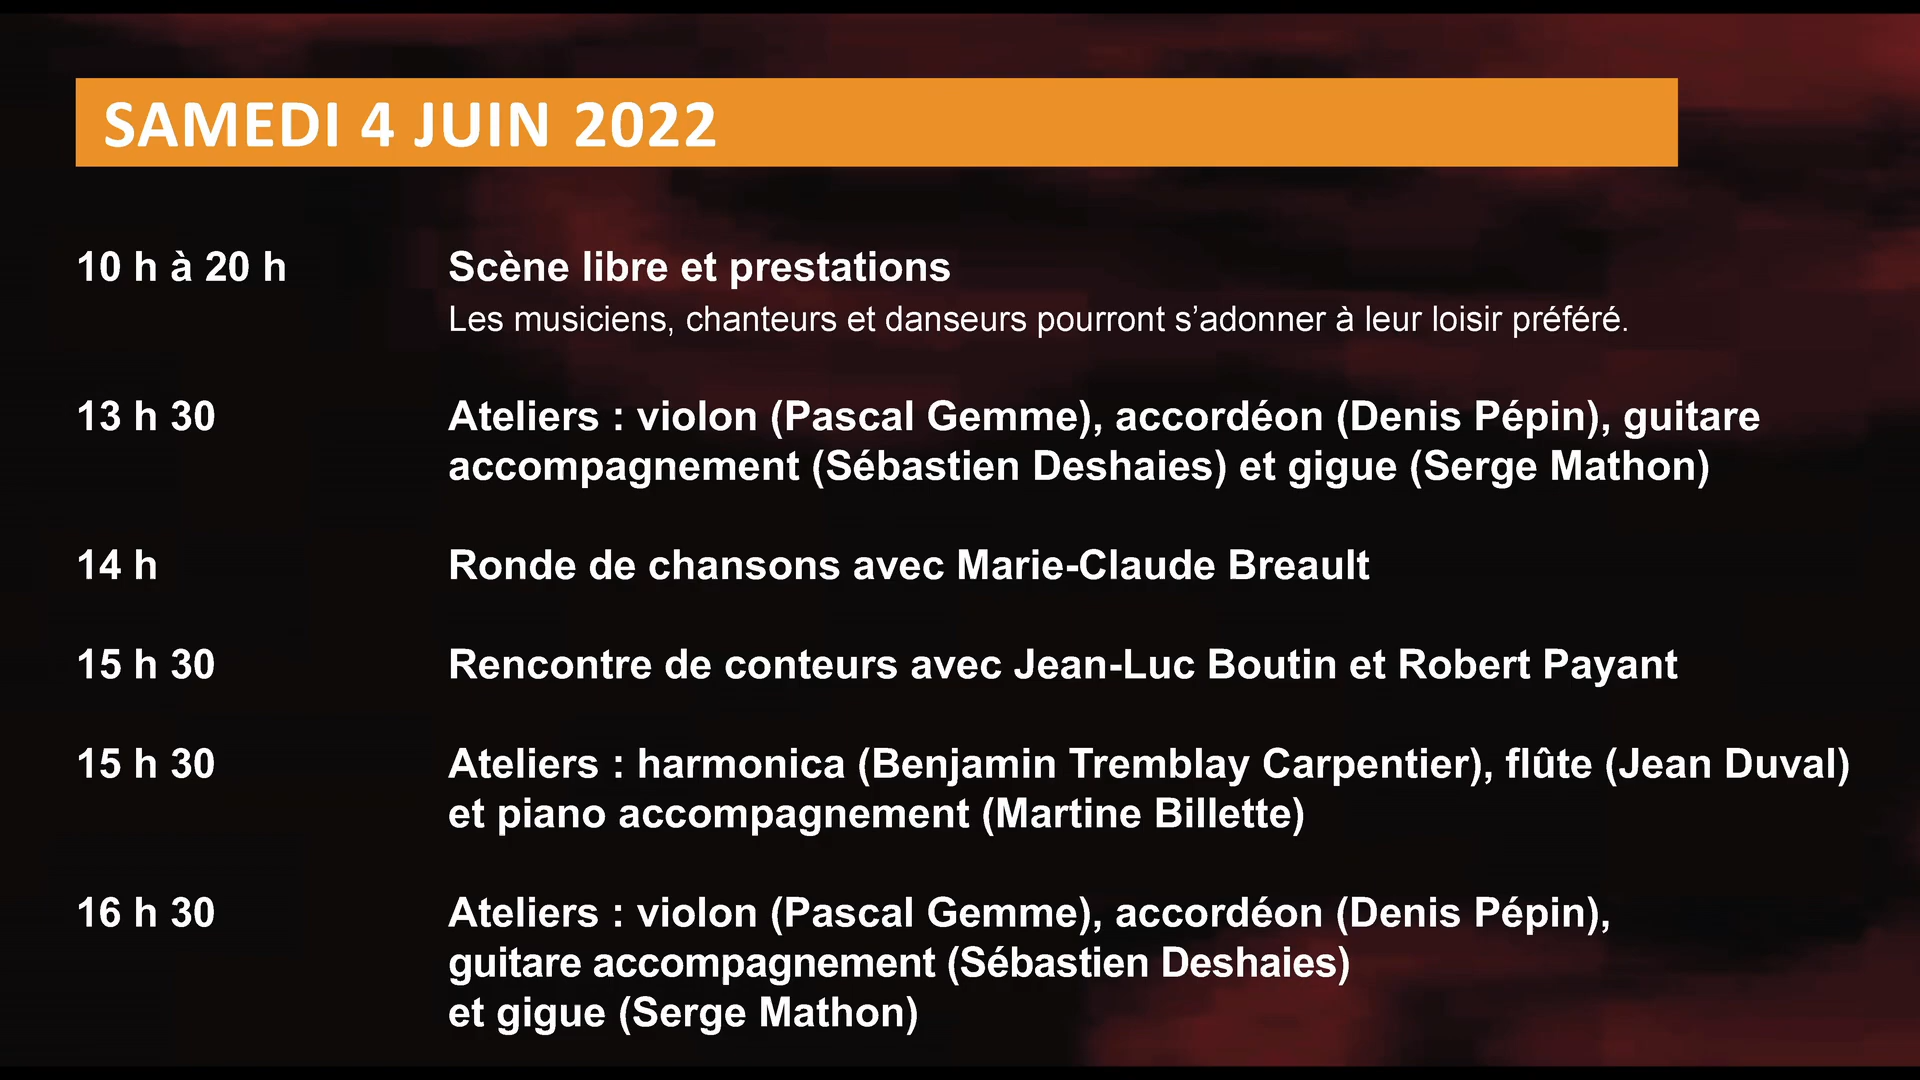 SAMEDI 4 JUIN 2022
10 h à 20 h Scène libre et prestations
Les musiciens, chanteurs et danseurs pourront s’adonner à leur loisir préféré.
13 h 30 Ateliers : violon (Pascal Gemme), accordéon (Denis Pépin), guitare
accompagnement (Sébastien Deshaies) et gigue (Serge Mathon)
14 h Ronde de chansons avec Marie-Claude Breault
15 h 30 Rencontre de conteurs avec Jean-Luc Boutin et Robert Payant
15 h 30 Ateliers : harmonica (Benjamin Tremblay Carpentier), flûte (Jean Duval)
et piano accompagnement (Martine Billette)
16 h 30 Ateliers : violon (Pascal Gemme), accordéon (Denis Pépin),
guitare accompagnement (Sébastien Deshaies)
et gigue (Serge Mathon)